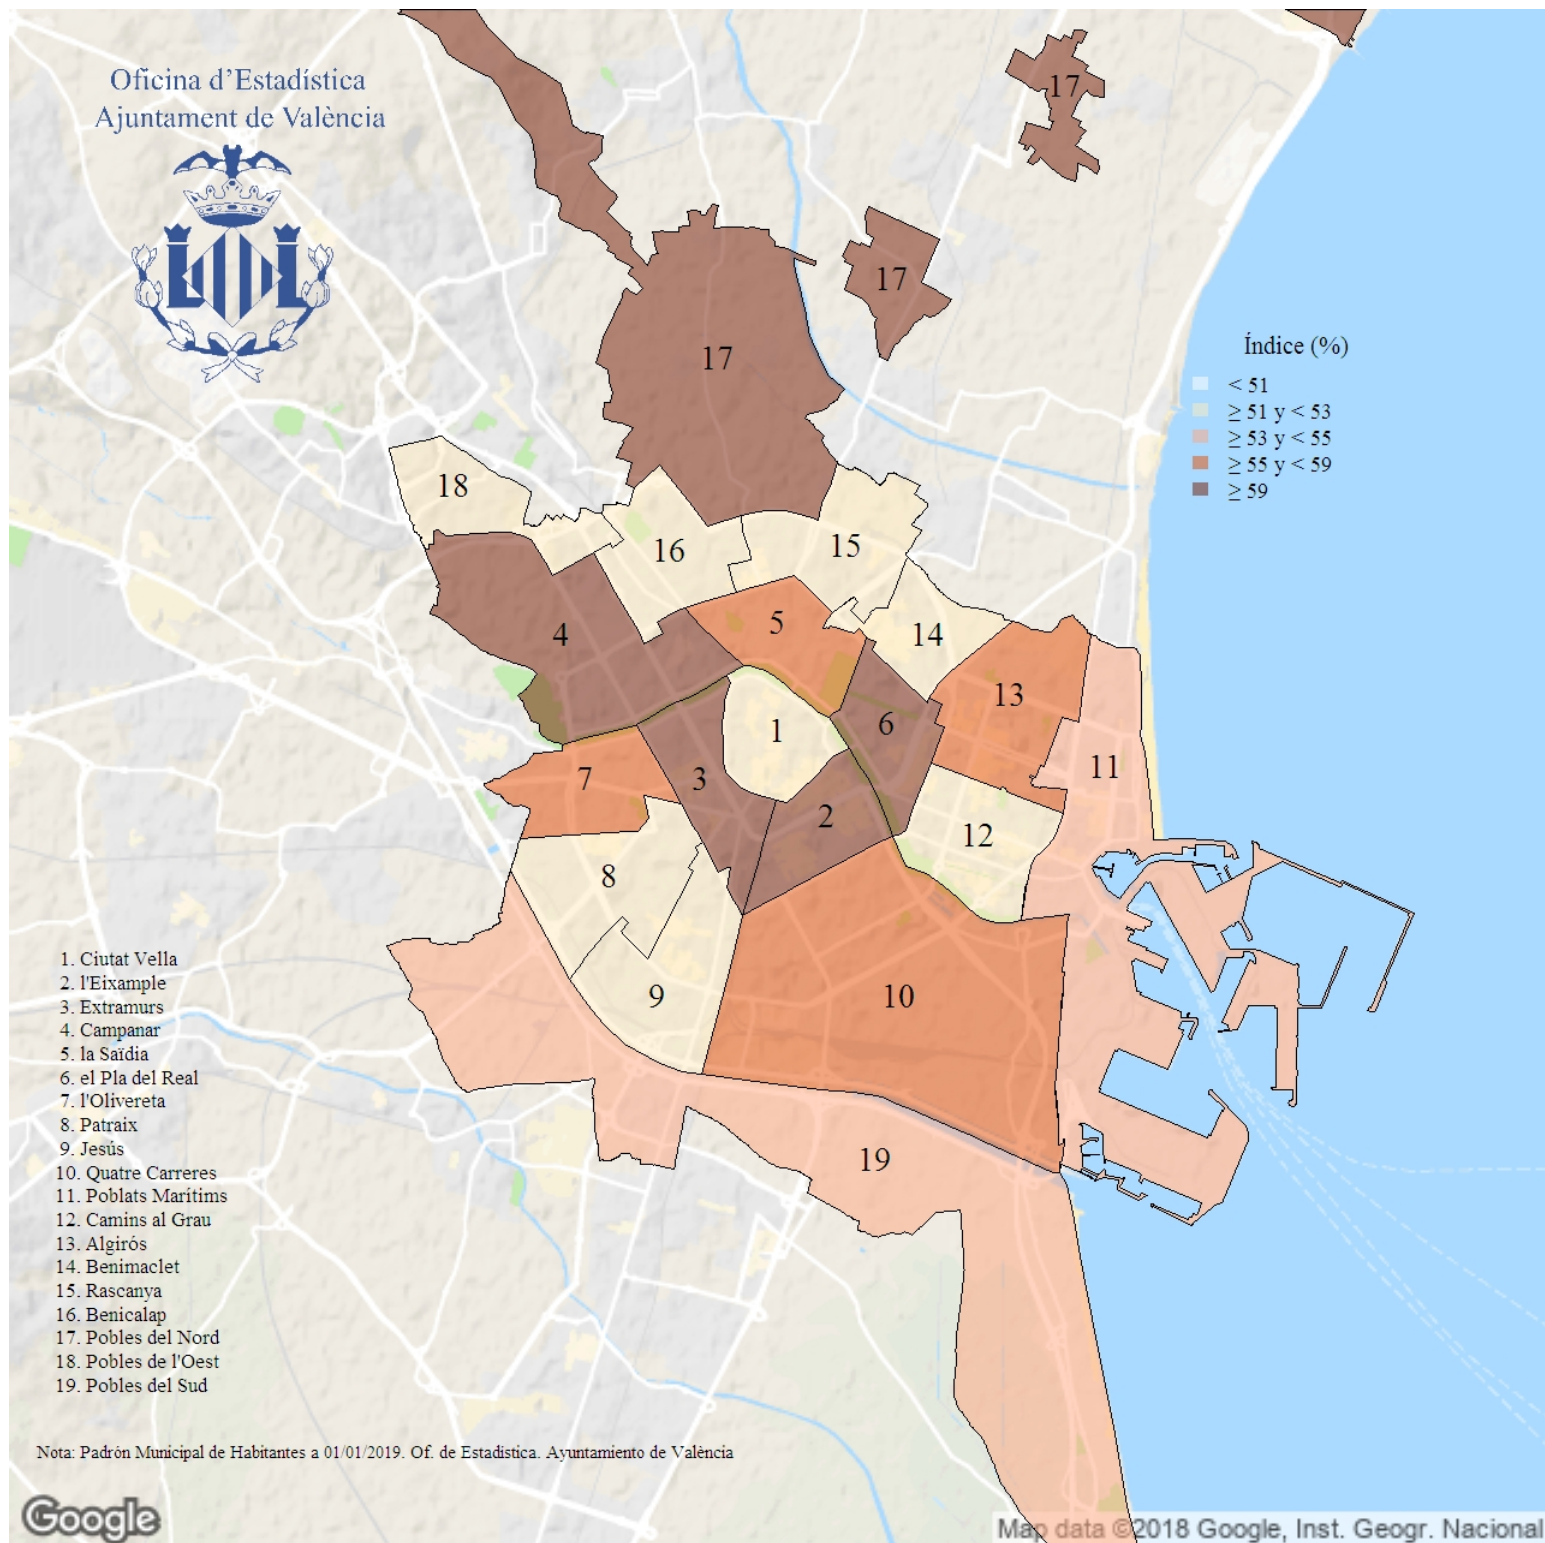 Oficina d'Estadística
Ajuntament de València
17
17
17
Índice (%)
< 51
≥ 51 y < 53
≥ 53 y < 55
≥ 55 y < 59
≥ 59
18
16
15
5
4
14
13
1
6
3
7
11
2
12
8
9
10
19
1. Ciutat Vella
2. l'Eixample
3. Extramurs
4. Campanar
5. la Saïdia
6. el Pla del Real
7. l'Olivereta
8. Patraix
9. Jesús
10. Quatre Carreres
11. Poblats Marítims
12. Camins al Grau
13. Algirós
14. Benimaclet
15. Rascanya
16. Benicalap
17. Pobles del Nord
18. Pobles de l'Oest
19. Pobles del Sud
Nota: Padrón Municipal de Habitantes a 01/01/2019. Of. de Estadística. Ayuntamiento de València
Google
Map data ©2018 Google, Inst. Geogr. Nacional